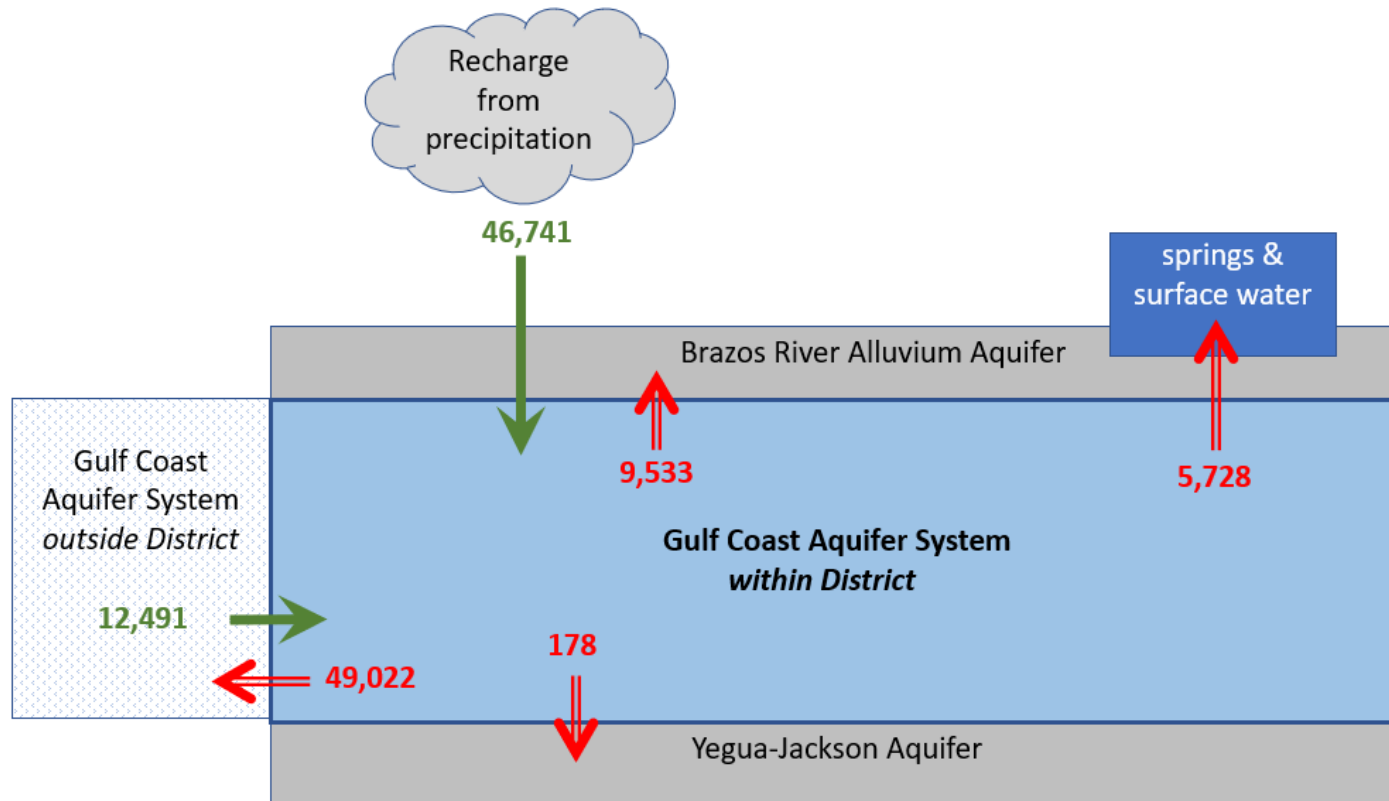 Recharge
from
precipitation
46,741
springs &
surface water
Brazos River Alluvium Aquifer
Gulf Coast
Aquifer System
outside District
9,533
5,728
Gulf Coast Aquifer System
within District
12,491
178
49,022
Yegua-Jackson Aquifer